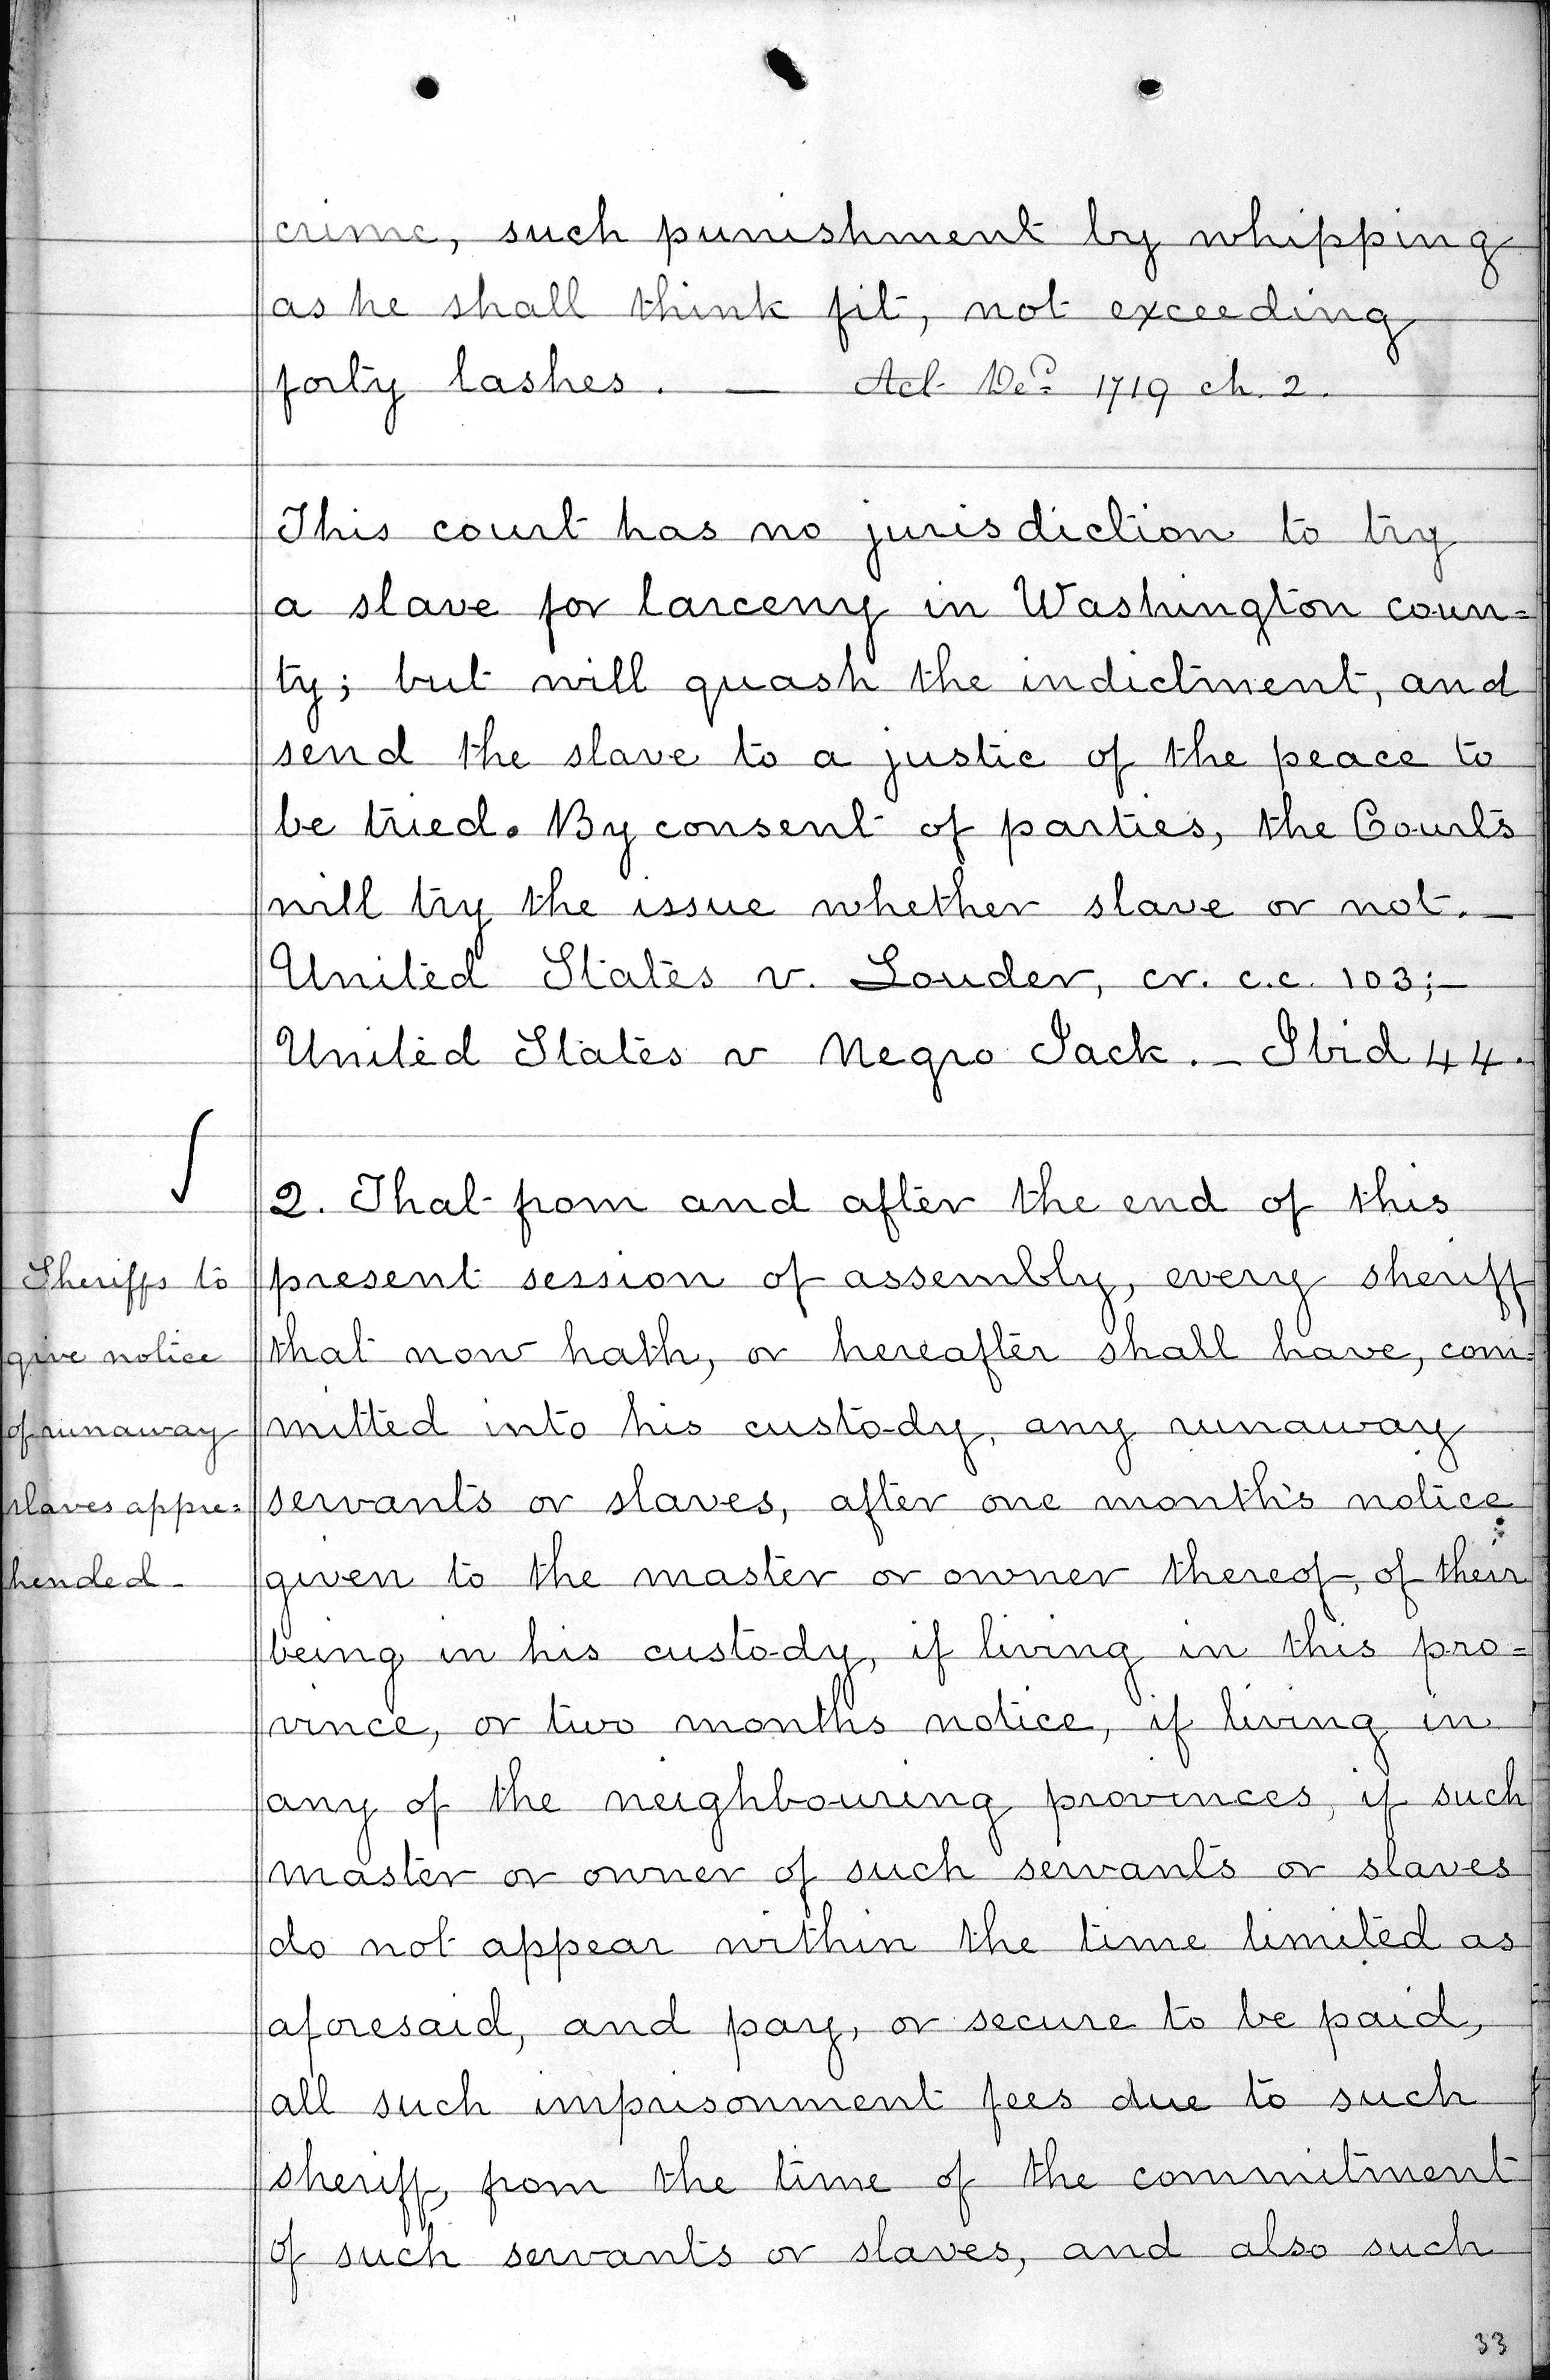 crime, such punishment by whipping
as he shall think fit, not exceeding
forty lashes. — Act Dec. 1719 ch. 2.
This court has no jurisdiction to try
a slave for larceny in Washington coun=
ty; but will quash the indictment, and
send the slave to a justic of the peace to
be tried. By consent of parties, the Courts
will try the issue whether slave or not. —
United States v. Louder, cr. c.c. 103; —
United States v Negro Jack. — Ibid 44.
∫
2. That from and after the end of this
Sheriffs to
give notice
of runaway
slaves appre=
hended —
present session of assembly, every sheriff
that now hath, or hereafter shall have, com=
mitted into his custody, any runaway
servants or slaves, after one month's notice
given to the master or owner thereof, of their
being in his custody, if living in this pro=
vince, or two months notice, if living in
any of the neighbouring provinces, if such
master or owner of such servants or slaves
do not appear within the time limited as
aforesaid, and pay, or secure to be paid,
all such imprisonment fees due to such
sheriff, from the time of the commitment
of such servants or slaves, and also such
33